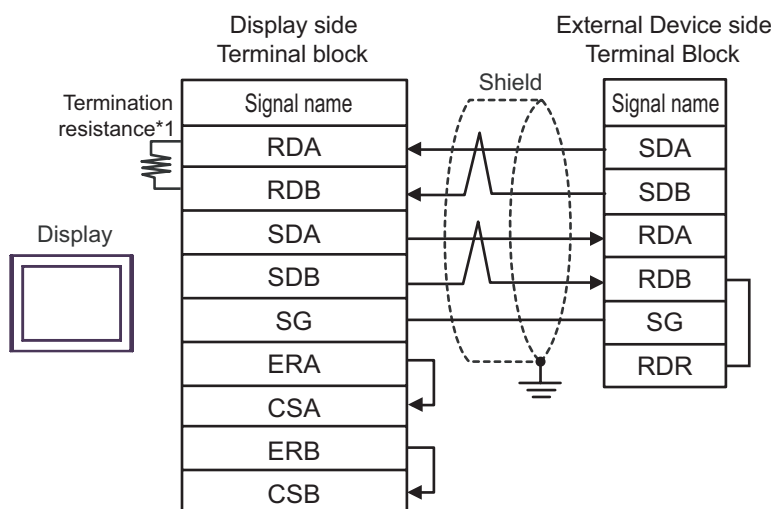 Display side
Terminal block
External Device side
Terminal Block
Shield
Termination
resistance*1
Signal name
Signal name
RDA
SDA
RDB
SDB
Display
SDA
RDA
SDB
RDB
SG
SG
ERA
RDR
CSA
ERB
CSB